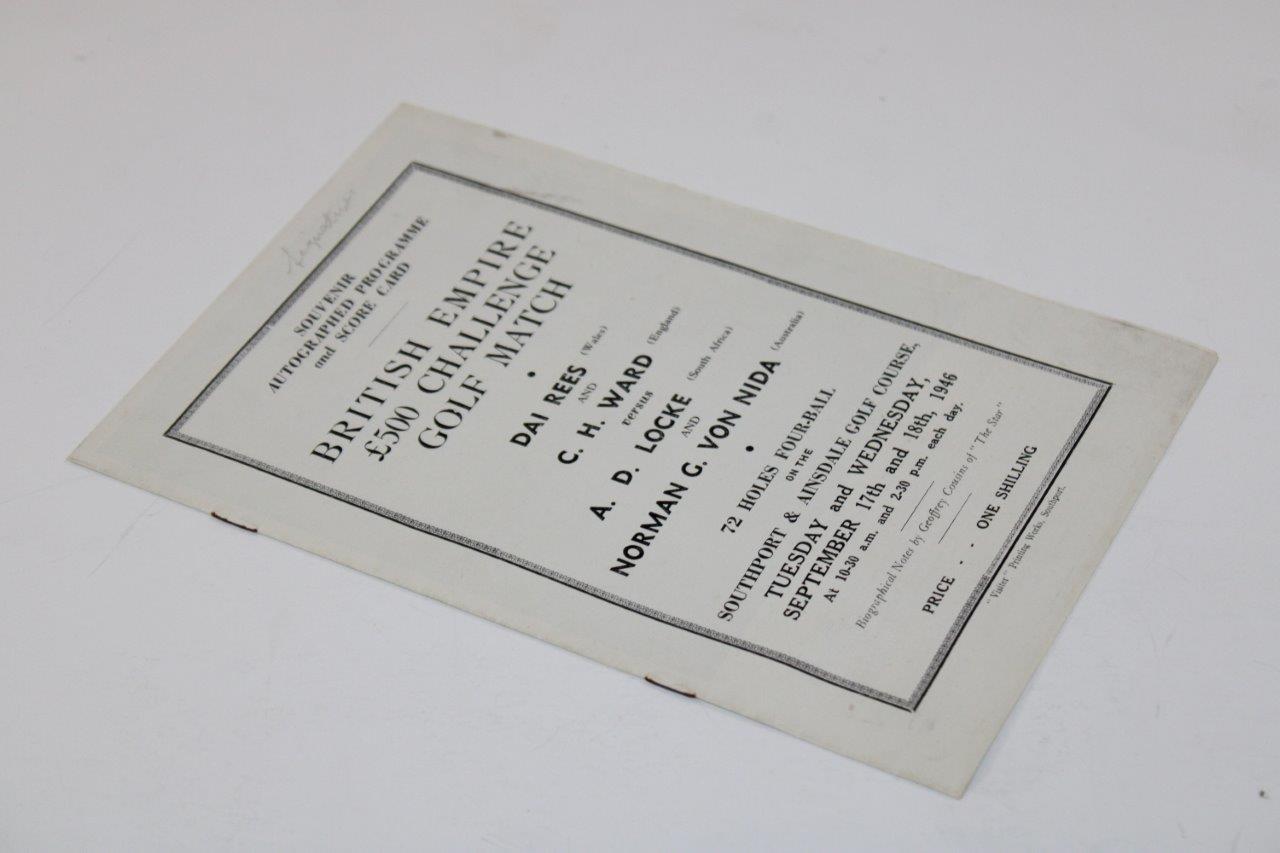 Signatures
SOUVENIR
AUTOGRAPHED PROGRAMME
and SCORE CARD
BRITISH EMPIRE
£500 CHALLENGE
GOLF MATCH
DAI REES (Wales)
AND
C. H. WARD (England)
versus
A. D. LOCKE (South Africa)
AND
NORMAN G. VON NIDA (Australia)
72 HOLES FOUR-BALL
ON THE
SOUTHPORT & AINSDALE GOLF COURSE,
TUESDAY and WEDNESDAY,
SEPTEMBER 17th and 18th, 1946
At 10-30 a.m. and 2-30 p.m. each day.
Biographical Notes by Geoffrey Cousins of "The Star"
PRICE - - ONE SHILLING
"Visiter" Printing Works, Southport.